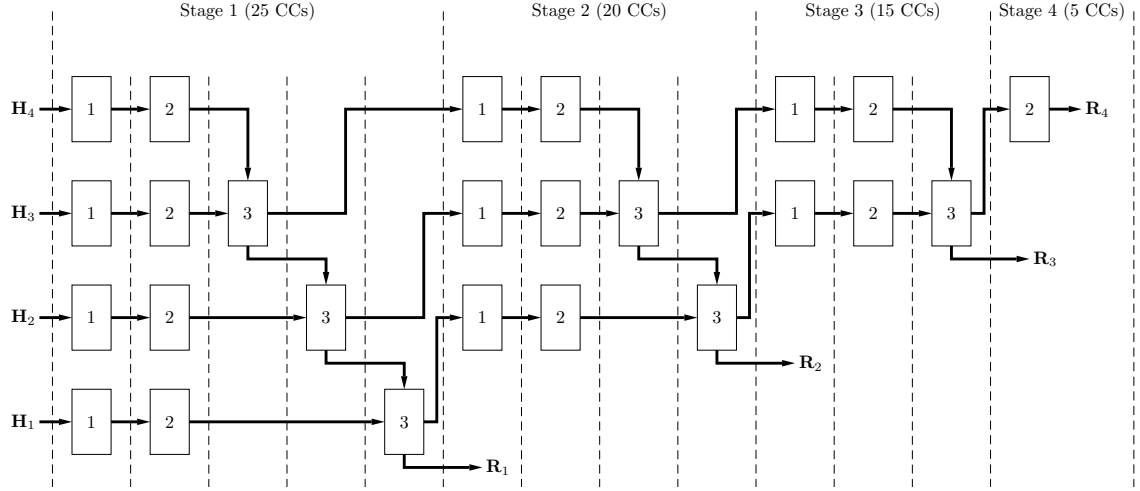 Stage 1 (25 CCs) Stage 2 (20 CCs) Stage 3 (15 CCs) Stage 4 (5 CCs)
H₄ 1 2 1 2 1 2 2 R₄
H₃ 1 2 3 1 2 3 1 2 3
R₃
H₂ 1 2 3 1 2 3
R₂
H₁ 1 2 3
R₁